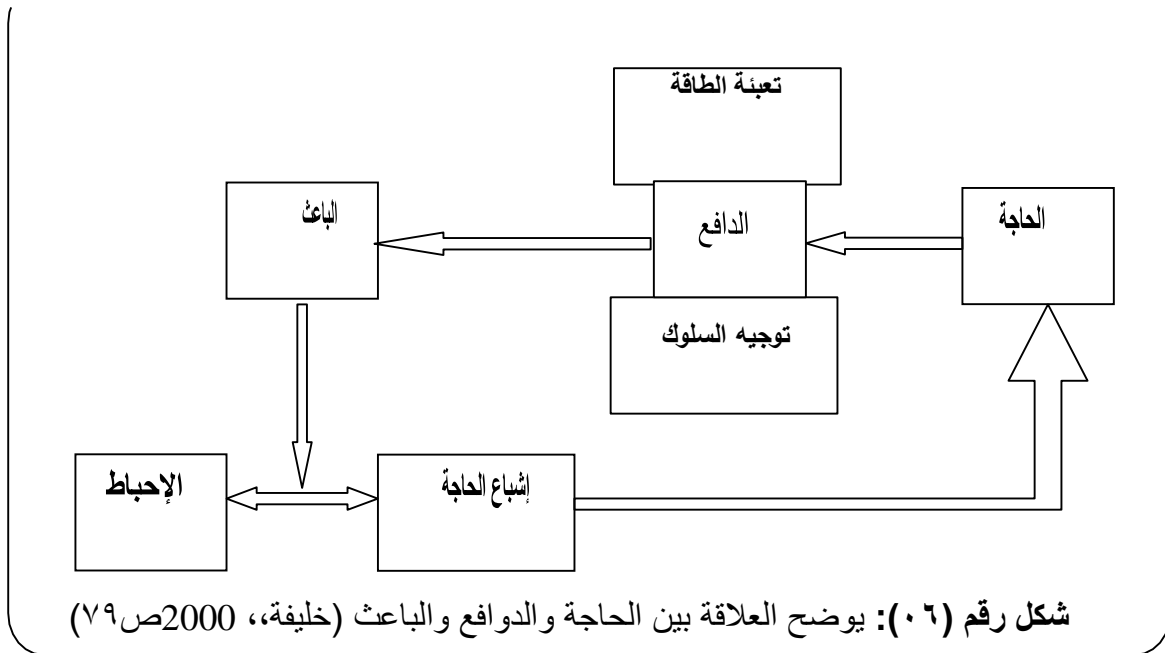 تعبئة الطاقة
الحاجة
الدافع
الباعث
توجيه السلوك
إشباع الحاجة
الإحباط
شكل رقم (٠٦): يوضح العلاقة بين الحاجة والدوافع والباعث (خليفة،، 2000ص٧٩)